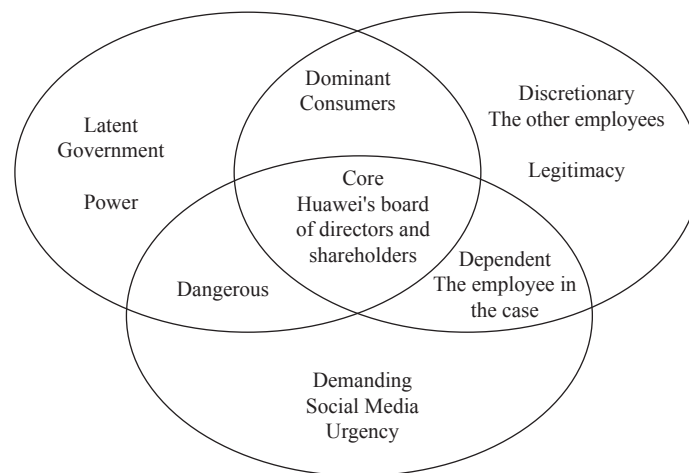 Dominant
Consumers
Latent
Government
Power
Discretionary
The other employees
Legitimacy
Core
Huawei's board
of directors and
shareholders
Dangerous
Dependent
The employee in
the case
Demanding
Social Media
Urgency